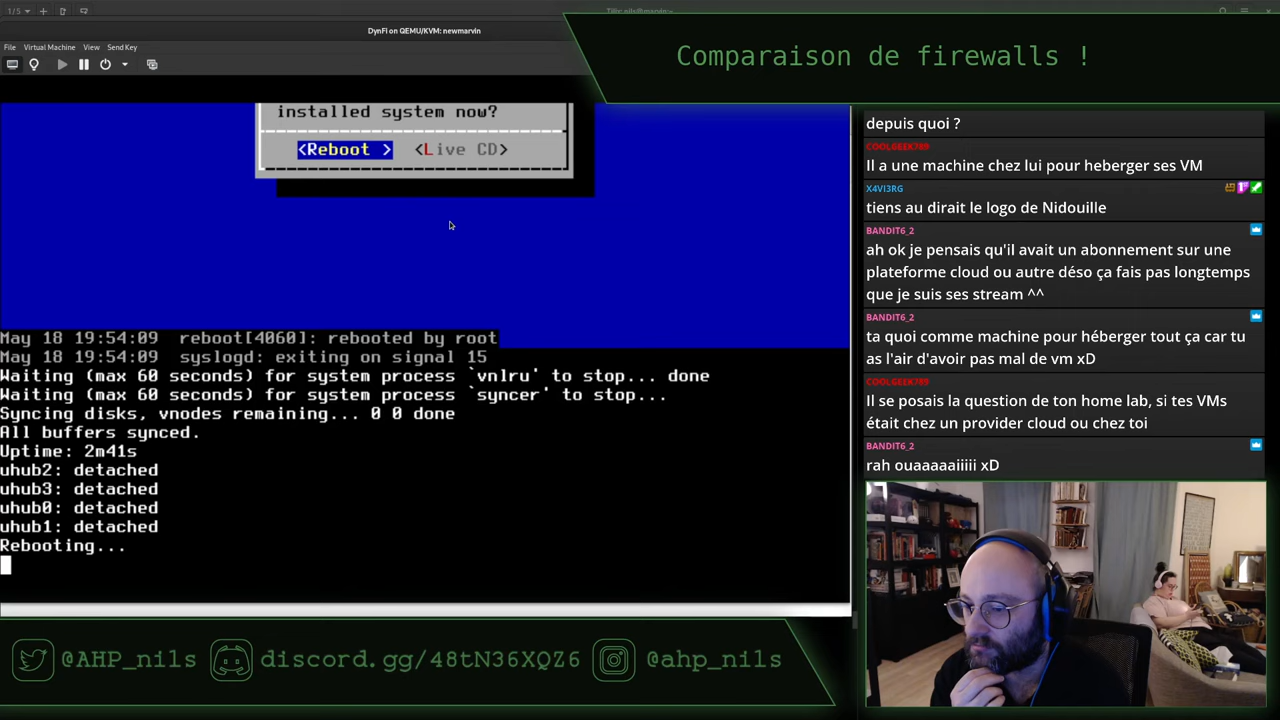 1/5
Tilix: nils@marvin:~
DynFi on QEMU/KVM: newmarvin
File Virtual Machine View Send Key
Comparaison de firewalls !
installed system now?
<Reboot > <Live CD>
May 18 19:54:09 reboot[4060]: rebooted by root
May 18 19:54:09 syslogd: exiting on signal 15
Waiting (max 60 seconds) for system process `vnlru' to stop... done
Waiting (max 60 seconds) for system process `syncer' to stop...
Syncing disks, vnodes remaining... 0 0 done
All buffers synced.
Uptime: 2m41s
uhub2: detached
uhub3: detached
uhub0: detached
uhub1: detached
Rebooting...
depuis quoi ?
COOLGEEK789
Il a une machine chez lui pour heberger ses VM
X4VI3RG
tiens au dirait le logo de Nidouille
BANDIT6_2
ah ok je pensais qu'il avait un abonnement sur une
plateforme cloud ou autre déso ça fais pas longtemps
que je suis ses stream ^^
BANDIT6_2
ta quoi comme machine pour héberger tout ça car tu
as l'air d'avoir pas mal de vm xD
COOLGEEK789
Il se posais la question de ton home lab, si tes VMs
était chez un provider cloud ou chez toi
BANDIT6_2
rah ouaaaaaiiiii xD
@AHP_nils
discord.gg/48tN36XQZ6
@ahp_nils